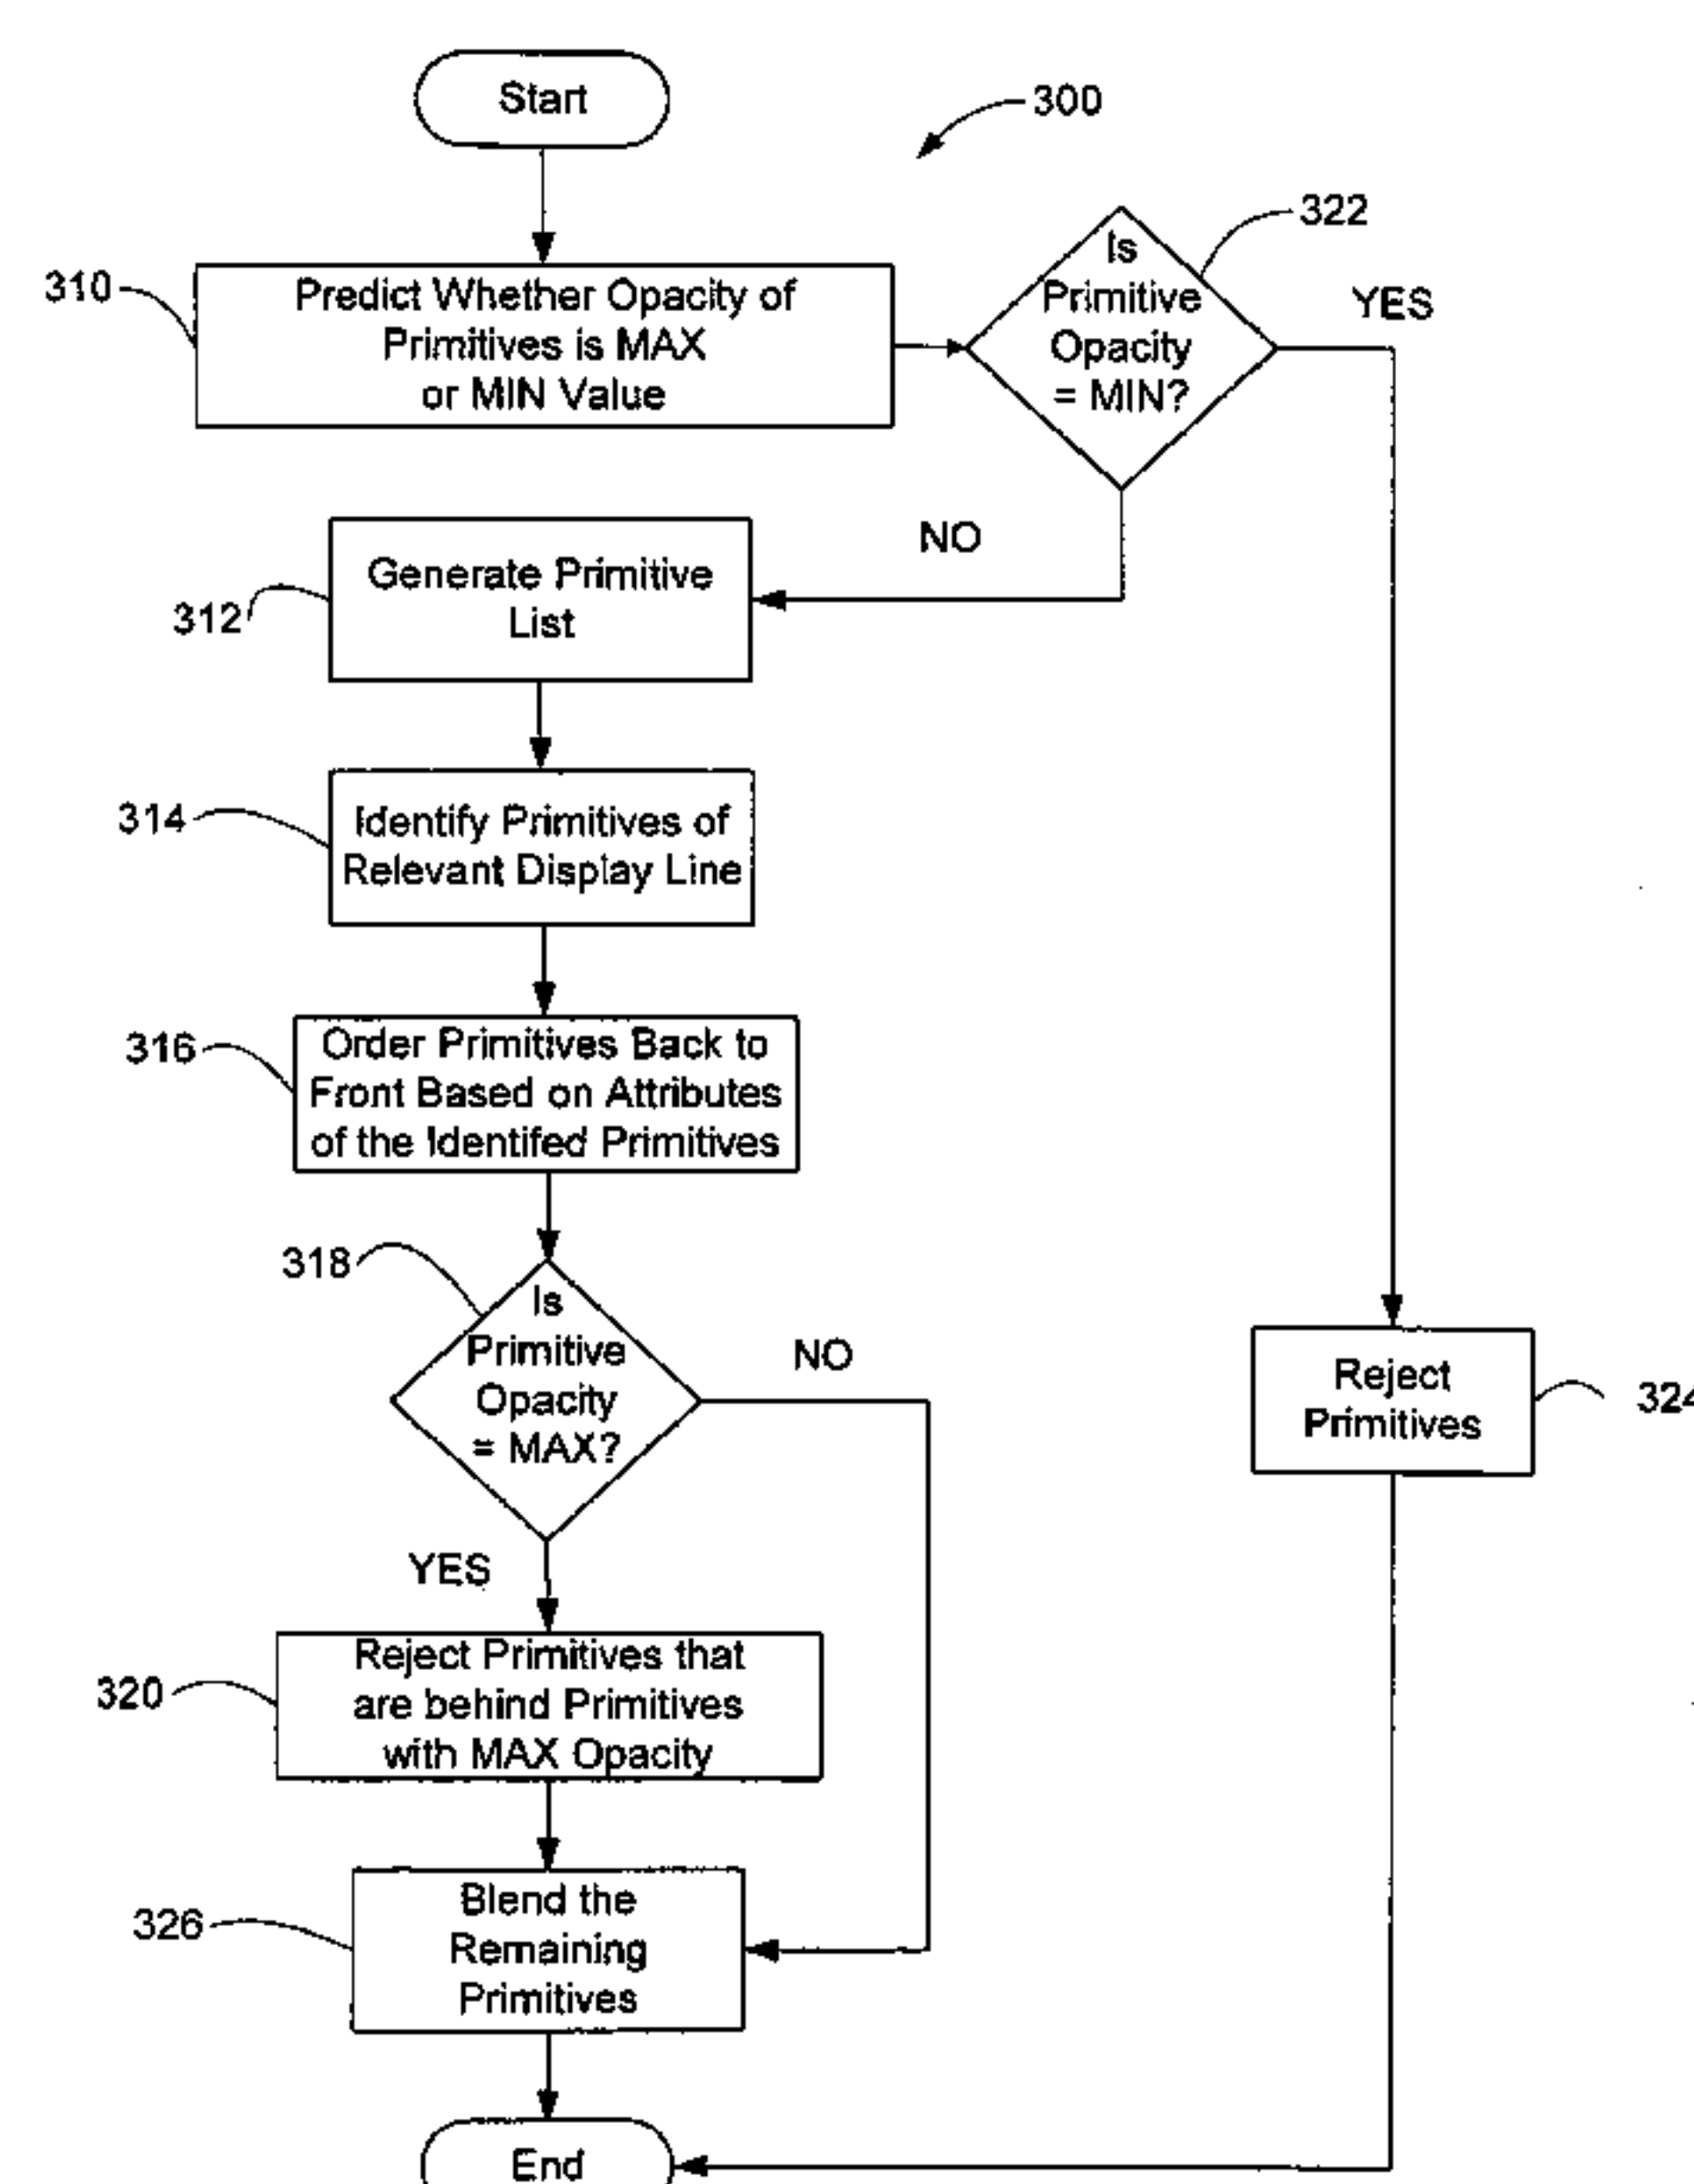 Start
300
322
310
Predict Whether Opacity of
Primitives is MAX
or MIN Value
Is
Primitive
Opacity
= MIN?
YES
NO
312
Generate Primitive
List
314
Identify Primitives of
Relevant Display Line
316
Order Primitives Back to
Front Based on Attributes
of the Identifed Primitives
318
Is
Primitive
Opacity
= MAX?
NO
YES
Reject
Primitives
324
320
Reject Primitives that
are behind Primitives
with MAX Opacity
326
Blend the
Remaining
Primitives
End